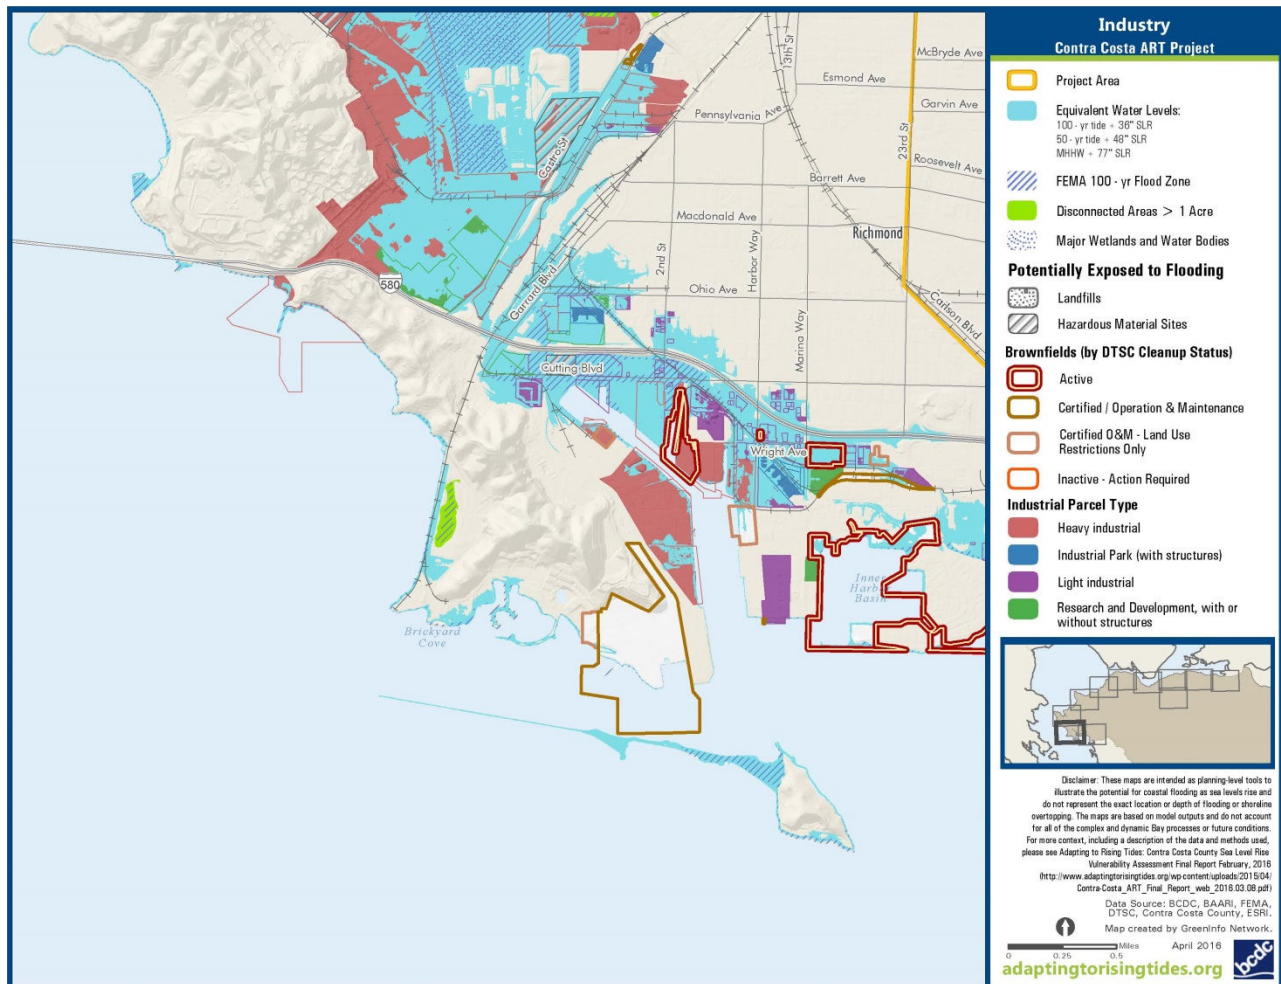 McBryde Ave
13th St
Esmond Ave
Garvin Ave
Pennsylvania Ave
23rd St
Castro St
Roosevelt Ave
Barrett Ave
Macdonald Ave
Richmond
2nd St
Harbor Way
580
Garrard Blvd
Ohio Ave
Carlson Blvd
Marina Way
Cutting Blvd
Wright Ave
Inner
Harbor
Basin
Brickyard
Cove
Industry
Contra Costa ART Project
Project Area
Equivalent Water Levels:
100 - yr tide + 36" SLR
50 - yr tide + 48" SLR
MHHW + 77" SLR
FEMA 100 - yr Flood Zone
Disconnected Areas > 1 Acre
Major Wetlands and Water Bodies
Potentially Exposed to Flooding
Landfills
Hazardous Material Sites
Brownfields (by DTSC Cleanup Status)
Active
Certified / Operation & Maintenance
Certified O&M - Land Use
Restrictions Only
Inactive - Action Required
Industrial Parcel Type
Heavy industrial
Industrial Park (with structures)
Light industrial
Research and Development, with or
without structures
Disclaimer: These maps are intended as planning-level tools to
illustrate the potential for coastal flooding as sea levels rise and
do not represent the exact location or depth of flooding or shoreline
overtopping. The maps are based on model outputs and do not account
for all of the complex and dynamic Bay processes or future conditions.
For more context, including a description of the data and methods used,
please see Adapting to Rising Tides: Contra Costa County Sea Level Rise
Vulnerability Assessment Final Report February, 2016
(http://www.adaptingtorisingtides.org/wp-content/uploads/2015/04/
Contra-Costa_ART_Final_Report_web_2016.03.08.pdf)
Data Source: BCDC, BAARI, FEMA,
DTSC, Contra Costa County, ESRI.
Map created by GreenInfo Network.
Miles
April 2016
0 0.25 0.5
adaptingtorisingtides.org
bcdc